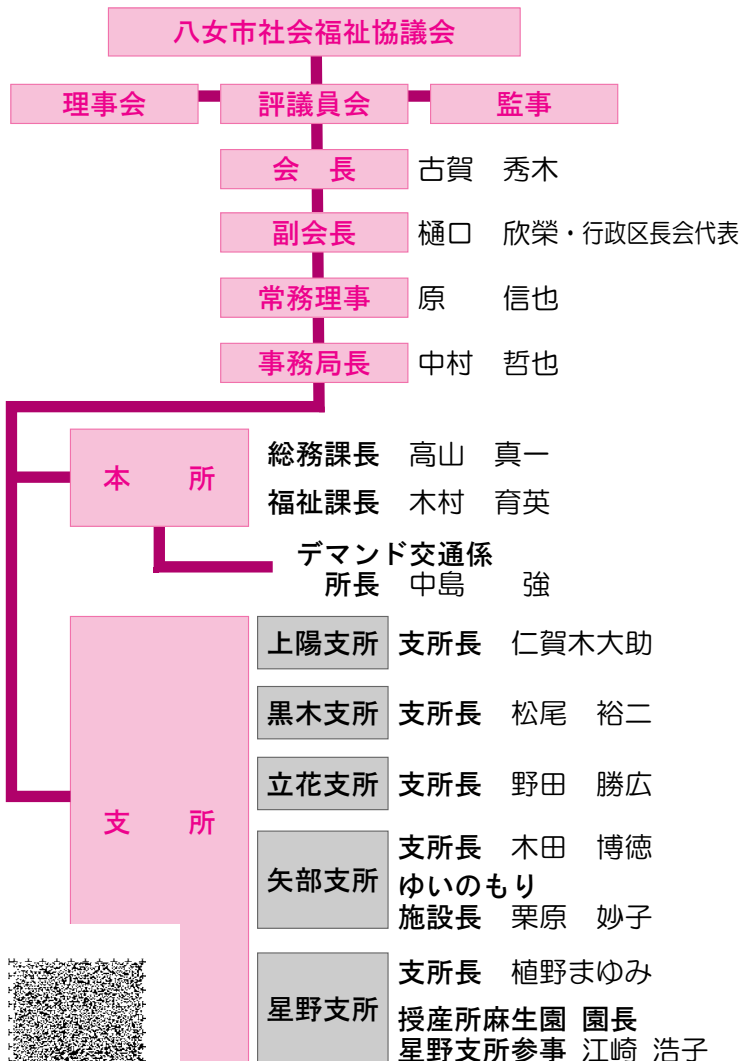 八女市社会福祉協議会
理事会 評議員会 監事
会　長 古賀　秀木
副会長 樋口　欣榮・行政区長会代表
常務理事 原　　信也
事務局長 中村　哲也
本　　所 総務課長　高山　真一
福祉課長　木村　育英
デマンド交通係
所長　中島　　強
支　　所
上陽支所 支所長　仁賀木大助
黒木支所 支所長　松尾　裕二
立花支所 支所長　野田　勝広
矢部支所 支所長　木田　博徳
ゆいのもり
施設長　栗原　妙子
星野支所 支所長　植野まゆみ
授産所麻生園 園長
星野支所参事 江崎 浩子